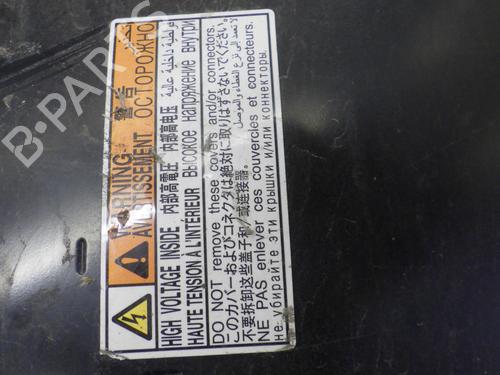 WARNING 警告
AVERTISSEMENT ОСТОРОЖНО
HIGH VOLTAGE INSIDE 内部高電圧 内部高电压
HAUTE TENSION À L'INTÉRIEUR Высокое напряжение внутри
DO NOT remove these covers and/or connectors.
このカバーおよびコネクタは絶対に取りはずさないでください。
不要拆卸这些盖子和/或连接器。
NE PAS enlever ces couvercles et connecteurs.
Не убирайте эти крышки и/или коннекторы.